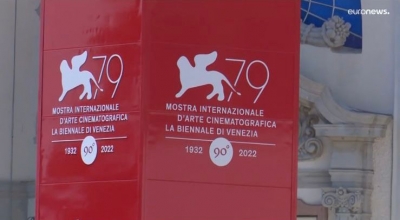 euronews.
79
MOSTRA INTERNAZIONALE
D'ARTE CINEMATOGRAFICA
LA BIENNALE DI VENEZIA
1932 90° 2022
79
MOSTRA INTERNAZIONALE
D'ARTE CINEMATOGRAFICA
LA BIENNALE DI VENEZIA
1932 90° 2022